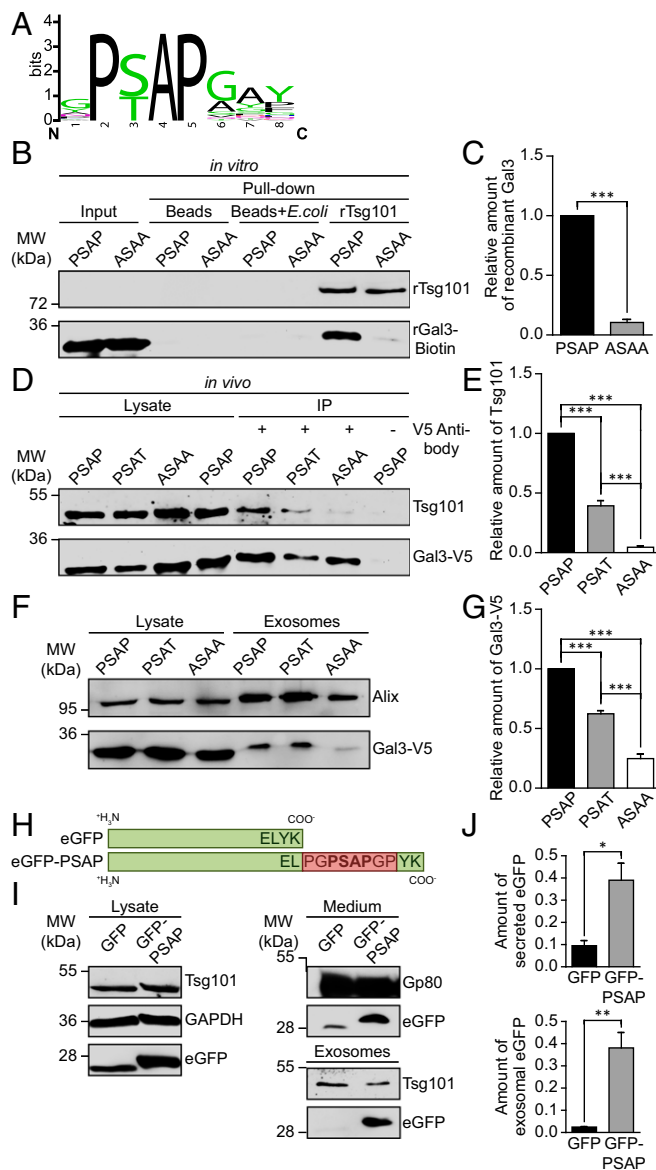 A
bits
4
3
2
1
0
G PSAPGAY
T A
N 1 2 3 4 5 6 7 8 C
B
in vitro
Pull-down
Input Beads Beads+E.coli rTsg101
MW (kDa)
PSAP ASAA PSAP ASAA PSAP ASAA PSAP ASAA
72
rTsg101
36
rGal3-Biotin
C
Relative amount of recombinant Gal3
1.5
1.0
0.5
0.0
***
PSAP ASAA
D
in vivo
Lysate IP
+ + + - V5 Anti-body
MW (kDa)
PSAP PSAT ASAA PSAP PSAP PSAT ASAA PSAP
55
Tsg101
36
Gal3-V5
E
Relative amount of Tsg101
1.5
1.0
0.5
0.0
***
***
***
PSAP PSAT ASAA
F
Lysate Exosomes
MW (kDa)
PSAP PSAT ASAA PSAP PSAT ASAA
95
Alix
36
Gal3-V5
G
Relative amount of Gal3-V5
1.5
1.0
0.5
0.0
***
***
***
PSAP PSAT ASAA
H
+H3N COO-
eGFP ELYK
eGFP-PSAP EL PGPSAPGP YK
+H3N COO-
I
Lysate
MW (kDa)
GFP GFP-PSAP
55
Tsg101
36
GAPDH
28
eGFP
Medium
MW (kDa)
GFP GFP-PSAP
55
Gp80
28
eGFP
Exosomes
55
Tsg101
28
eGFP
J
Amount of secreted eGFP
0.5
0.4
0.3
0.2
0.1
0.0
*
GFP GFP-PSAP
Amount of exosomal eGFP
0.5
0.4
0.3
0.2
0.1
0.0
**
GFP GFP-PSAP